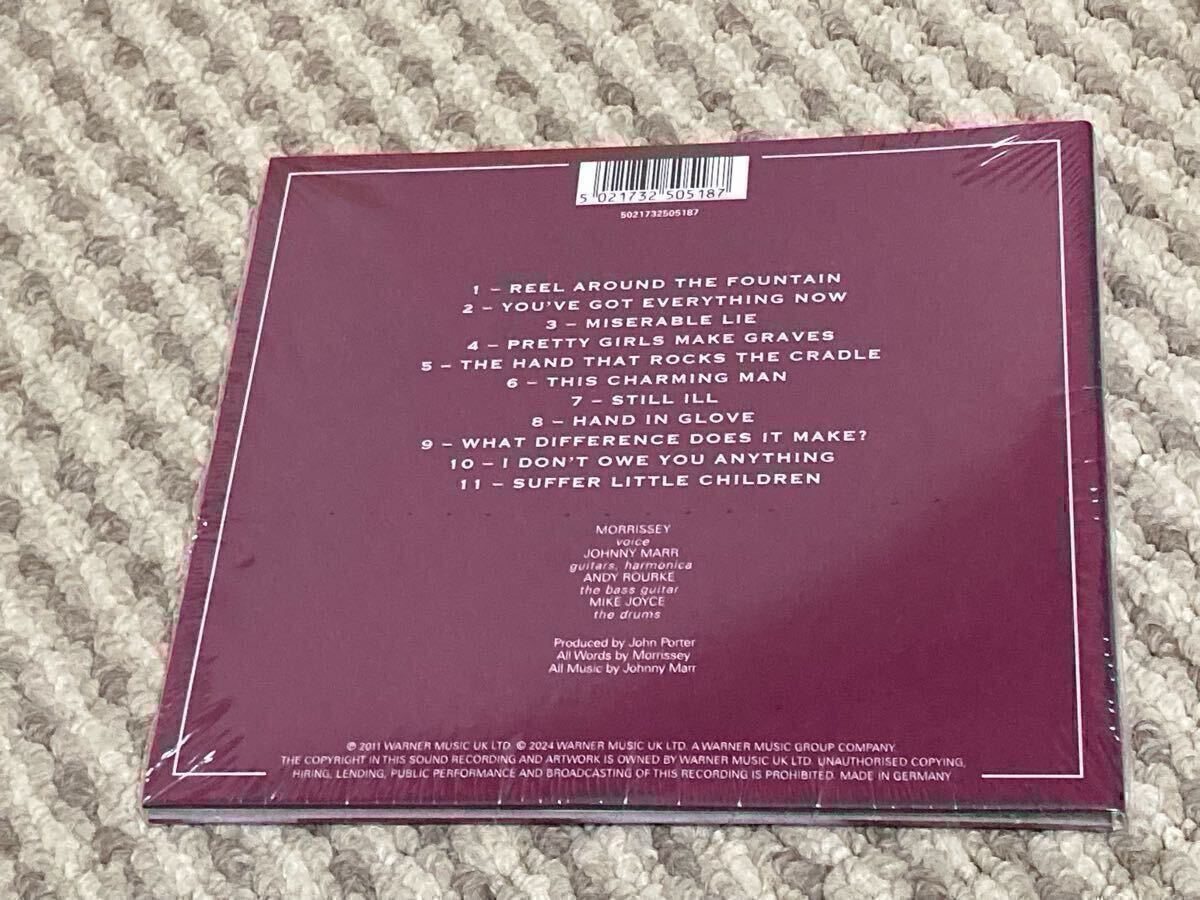 5 021732 505187
5021732505187
1 – REEL AROUND THE FOUNTAIN
2 – YOU'VE GOT EVERYTHING NOW
3 – MISERABLE LIE
4 – PRETTY GIRLS MAKE GRAVES
5 – THE HAND THAT ROCKS THE CRADLE
6 – THIS CHARMING MAN
7 – STILL ILL
8 – HAND IN GLOVE
9 – WHAT DIFFERENCE DOES IT MAKE?
10 – I DON'T OWE YOU ANYTHING
11 – SUFFER LITTLE CHILDREN
MORRISSEY
voice
JOHNNY MARR
guitars, harmonica
ANDY ROURKE
the bass guitar
MIKE JOYCE
the drums
Produced by John Porter
All Words by Morrissey
All Music by Johnny Marr
℗ 2011 WARNER MUSIC UK LTD. © 2024 WARNER MUSIC UK LTD. A WARNER MUSIC GROUP COMPANY.
THE COPYRIGHT IN THIS SOUND RECORDING AND ARTWORK IS OWNED BY WARNER MUSIC UK LTD. UNAUTHORISED COPYING,
HIRING, LENDING, PUBLIC PERFORMANCE AND BROADCASTING OF THIS RECORDING IS PROHIBITED. MADE IN GERMANY